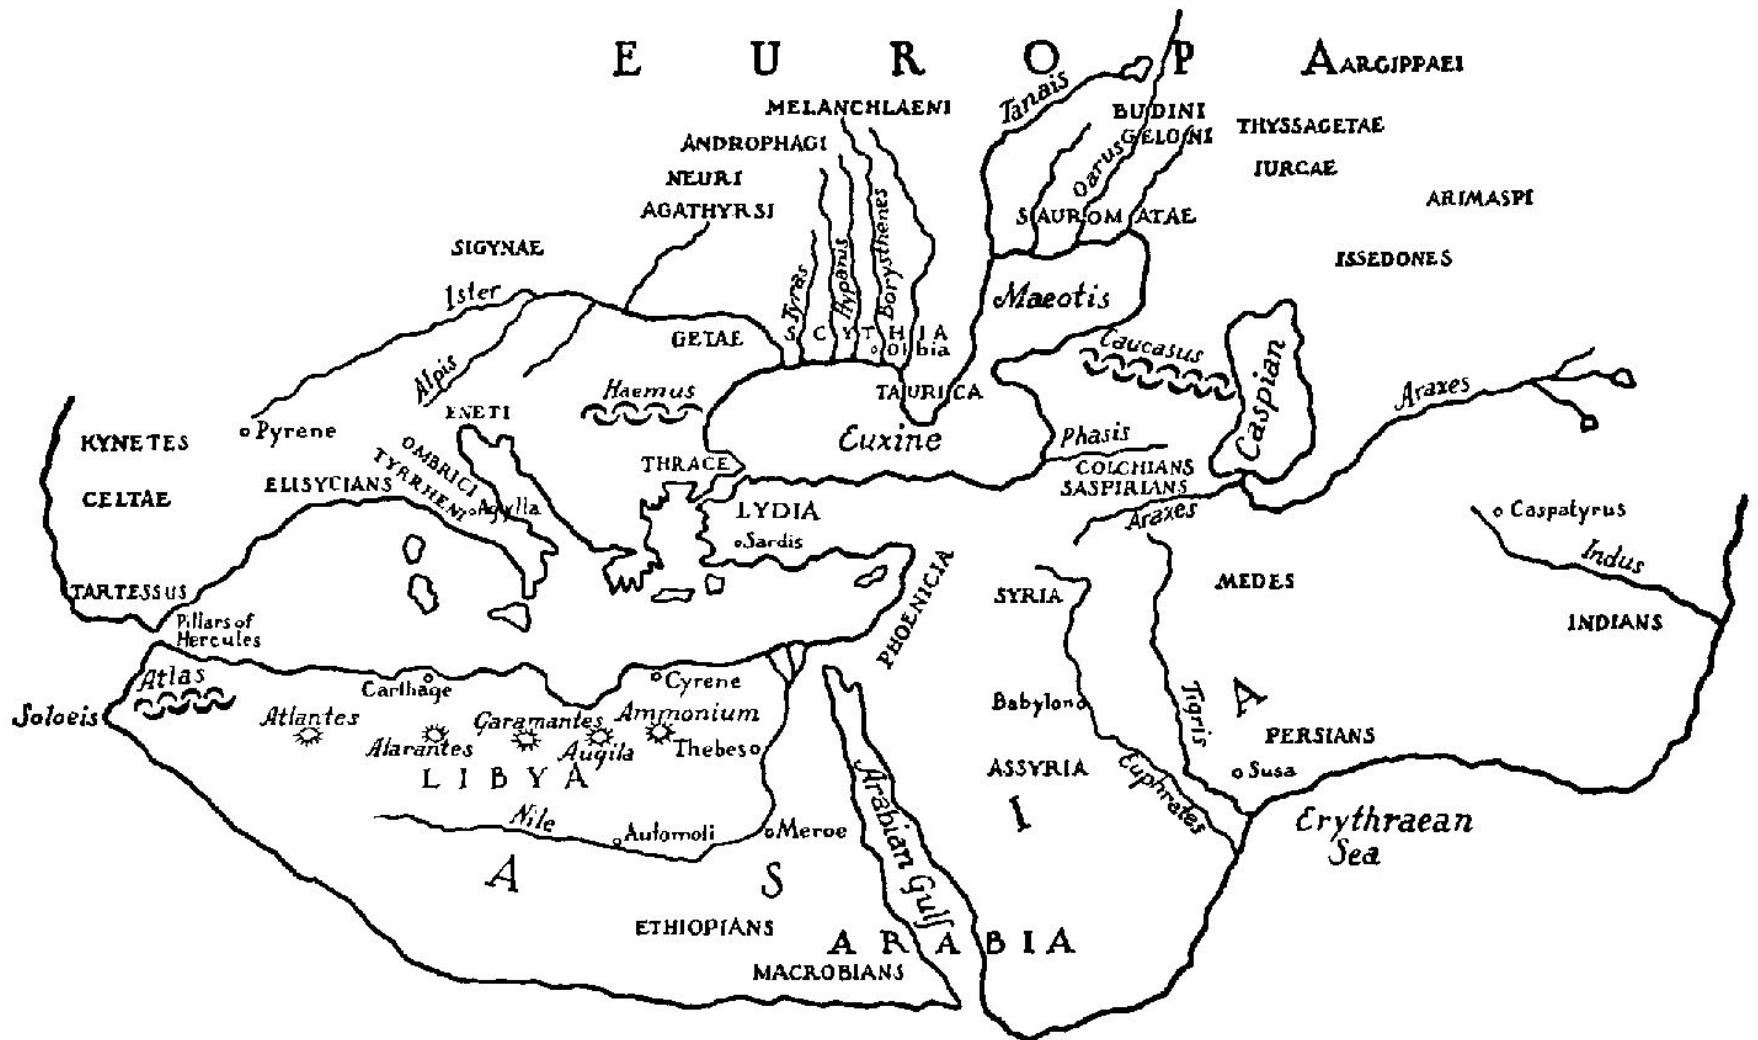 EUROPA
ARGIPPAEI
Tanais
MELANCHLAENI
BUDINI
GELONI
THYSSAGETAE
ANDROPHAGI
IURCAE
NEURI
Oarus
ARIMASPI
AGATHYRSI
SAUROMATAE
SIGYNAE
ISSEDONES
Ister
Tyras
Hypanis
Borysthenes
Maeotis
GETAE
SCYTHIA
Olbia
Caucasus
Alpis
Haemus
TAURICA
Caspian
Araxes
ENETI
KYNETES
Pyrene
OMBRICI
Euxine
Phasis
TYRRHENI
THRACE
COLCHIANS
ELISYCIANS
SASPIRIANS
CELTAE
Agylla
LYDIA
Araxes
Caspatyrus
Sardis
Indus
TARTESSUS
PHOENICIA
SYRIA
MEDES
Pillars of
Hercules
INDIANS
Atlas
Carthage
Cyrene
Soloeis
Atlantes
Garamantes
Ammonium
Babylon
Tigris
A
Alarantes
Augila
Thebes
PERSIANS
LIBYA
ASSYRIA
Susa
Euphrates
Arabian Gulf
Nile
Automoli
Meroe
I
Erythraean
Sea
A
S
ETHIOPIANS
ARABIA
MACROBIANS